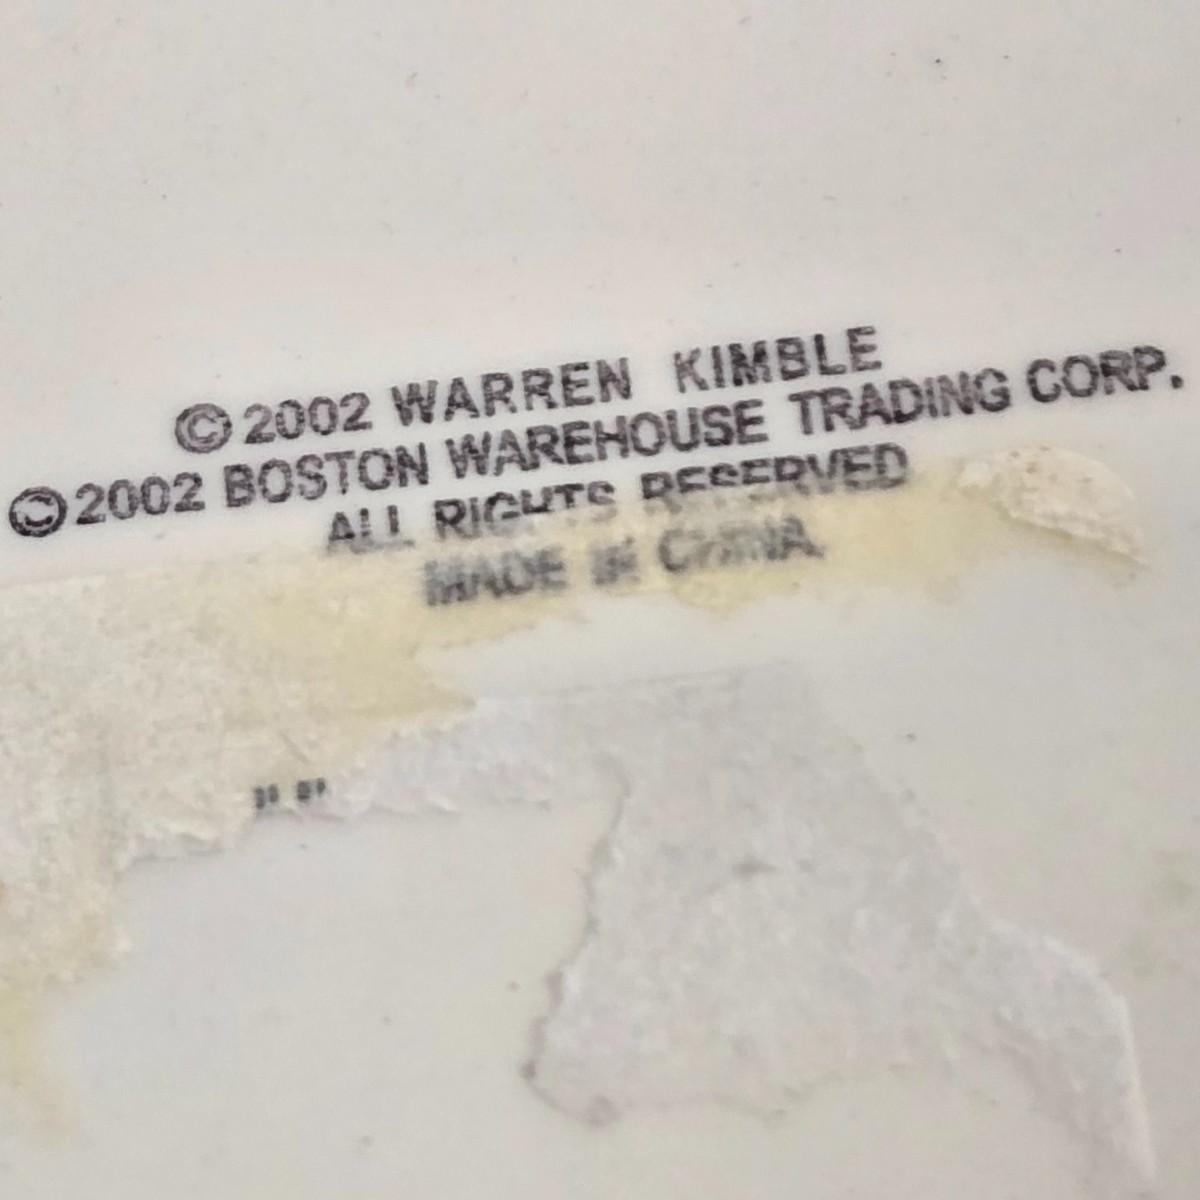 ©2002 WARREN KIMBLE
©2002 BOSTON WAREHOUSE TRADING CORP.
ALL RIGHTS RESERVED
MADE IN CHINA